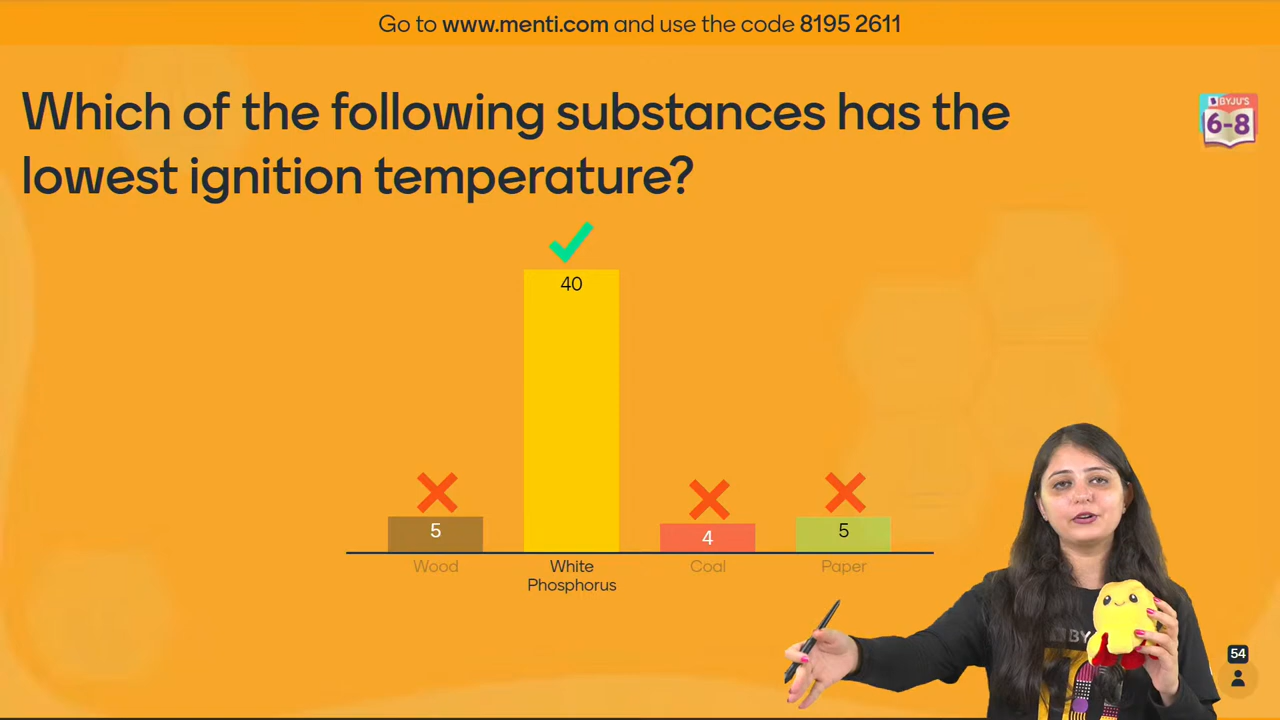 Go to www.menti.com and use the code 8195 2611
Which of the following substances has the
lowest ignition temperature?
BYJU'S
6-8
40
5
4
5
Wood
White
Phosphorus
Coal
Paper
BY
54